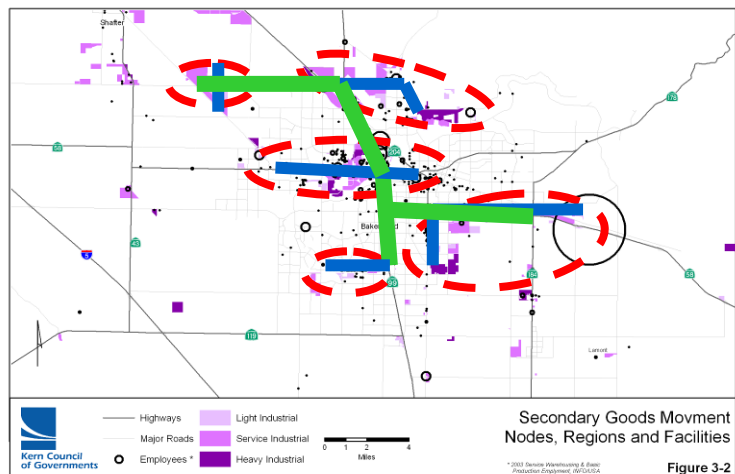 Shafter
178
58
204
Bakersfield
43
5
99
184
58
119
Lamont
Kern Council
of Governments
Highways
Major Roads
Employees *
Light Industrial
Service Industrial
Heavy Industrial
2 1 0 2 4
Miles
Secondary Goods Movment
Nodes, Regions and Facilities
* 2003 Service Warehousing & Basic
Production Employment, INFOUSA
Figure 3-2